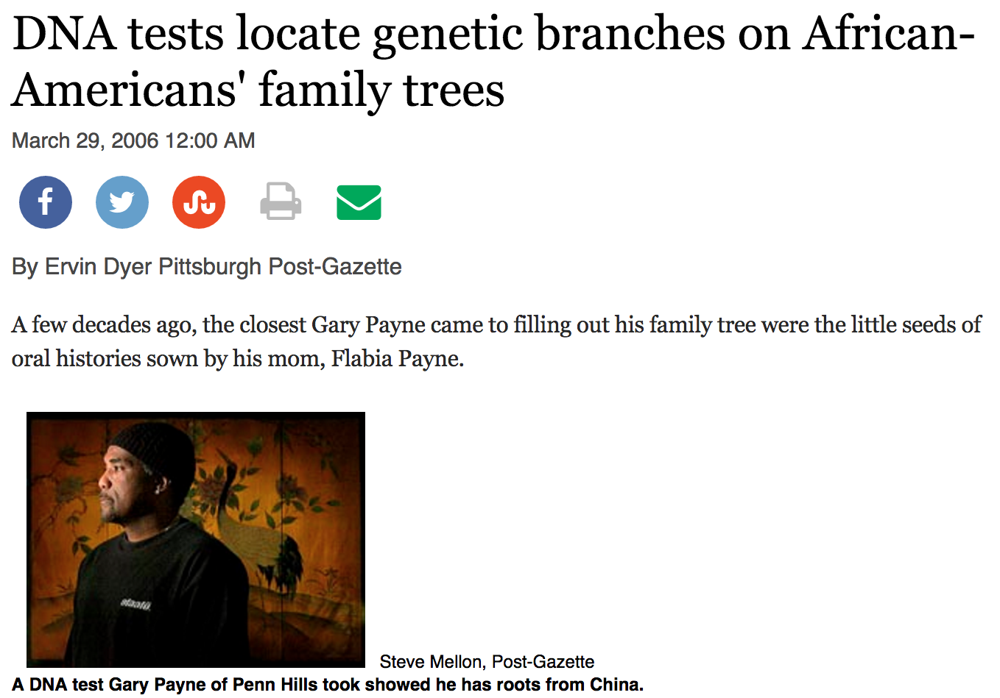 DNA tests locate genetic branches on African-
Americans' family trees
March 29, 2006 12:00 AM
By Ervin Dyer Pittsburgh Post-Gazette
A few decades ago, the closest Gary Payne came to filling out his family tree were the little seeds of
oral histories sown by his mom, Flabia Payne.
Steve Mellon, Post-Gazette
A DNA test Gary Payne of Penn Hills took showed he has roots from China.